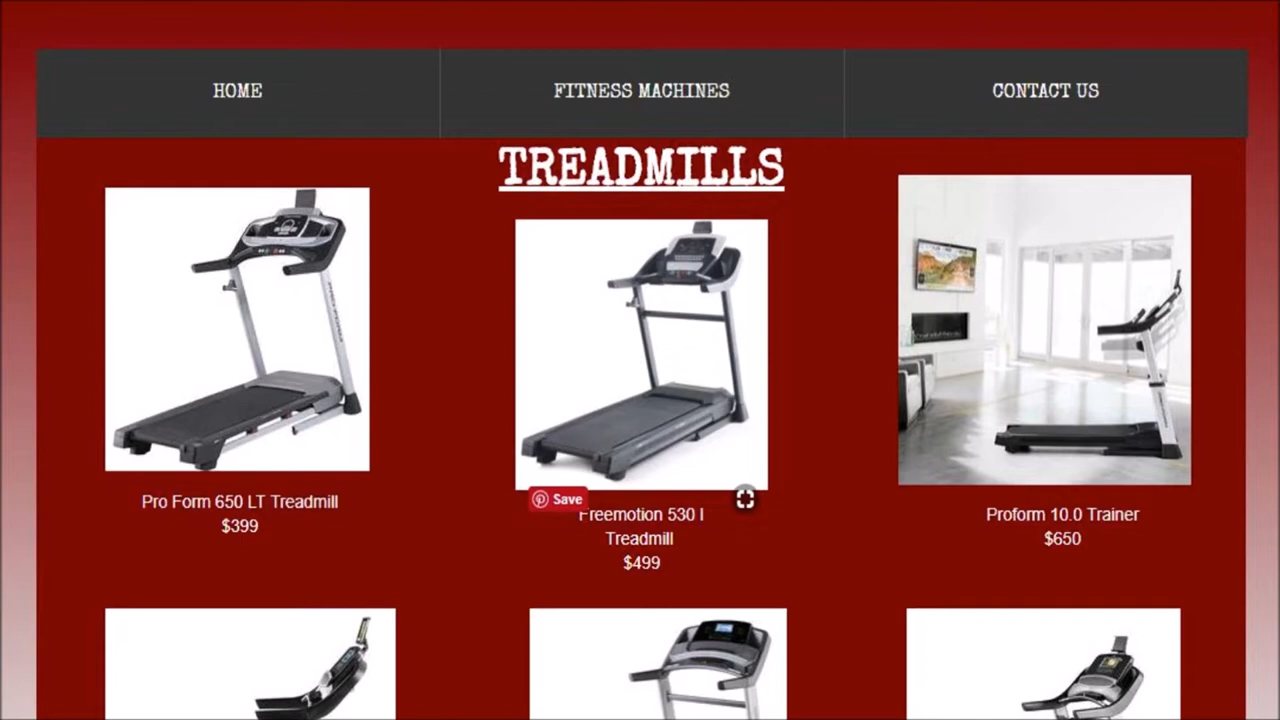 HOME
FITNESS MACHINES
CONTACT US
TREADMILLS
Pro Form 650 LT Treadmill
$399
Save
Freemotion 530 I
Treadmill
$499
Proform 10.0 Trainer
$650